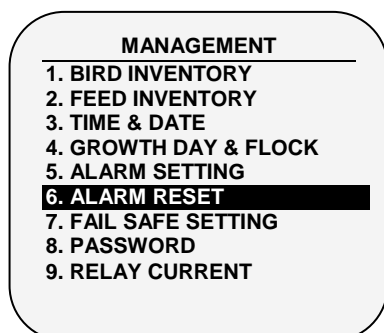 MANAGEMENT
1. BIRD INVENTORY
2. FEED INVENTORY
3. TIME & DATE
4. GROWTH DAY & FLOCK
5. ALARM SETTING
6. ALARM RESET
7. FAIL SAFE SETTING
8. PASSWORD
9. RELAY CURRENT